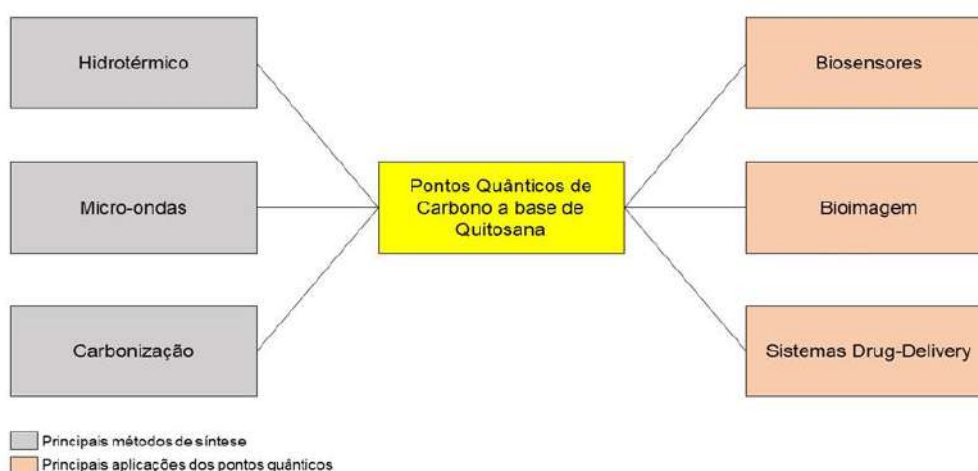 Hidrotérmico
Micro-ondas
Carbonização
Pontos Quânticos de
Carbono a base de
Quitosana
Biosensores
Bioimagem
Sistemas Drug-Delivery
Principais métodos de síntese
Principais aplicações dos pontos quânticos